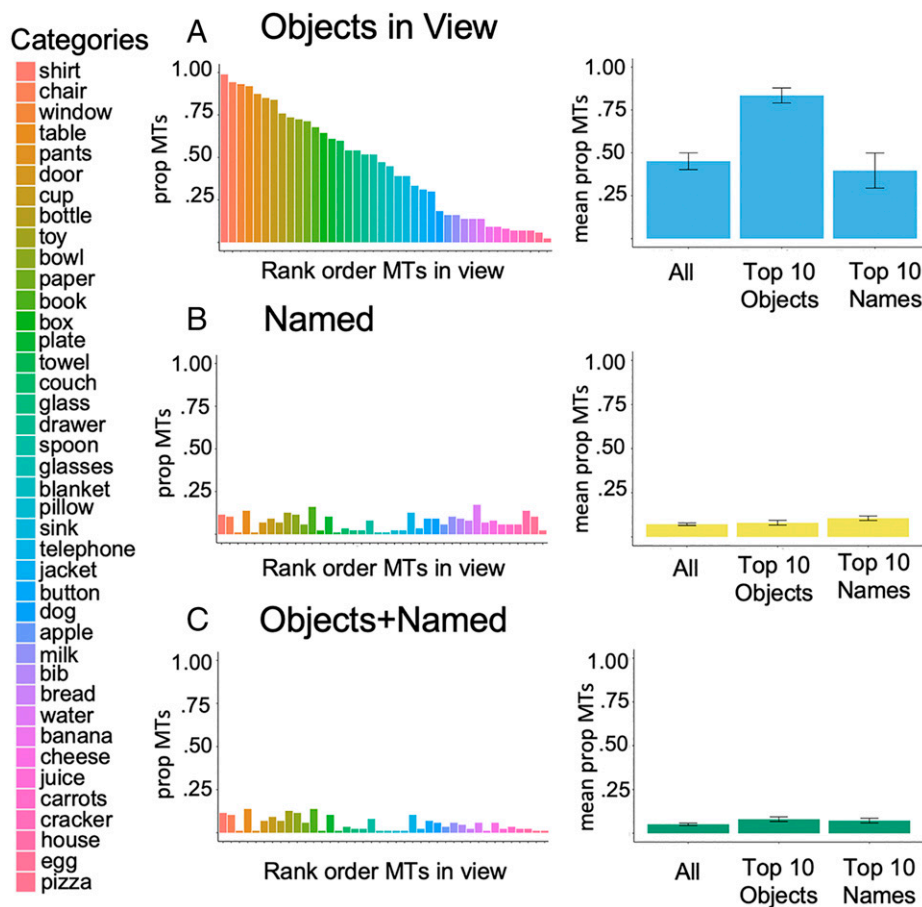 Categories
shirt
chair
window
table
pants
door
cup
bottle
toy
bowl
paper
book
box
plate
towel
couch
glass
drawer
spoon
glasses
blanket
pillow
sink
telephone
jacket
button
dog
apple
milk
bib
bread
water
banana
cheese
juice
carrots
cracker
house
egg
pizza
A Objects in View
prop MTs
1.00
.75
.50
.25
Rank order MTs in view
mean prop MTs
1.00
.75
.50
.25
All Top 10 Top 10
Objects Names
B Named
prop MTs
1.00
.75
.50
.25
Rank order MTs in view
mean prop MTs
1.00
.75
.50
.25
All Top 10 Top 10
Objects Names
C Objects+Named
prop MTs
1.00
.75
.50
.25
Rank order MTs in view
mean prop MTs
1.00
.75
.50
.25
All Top 10 Top 10
Objects Names